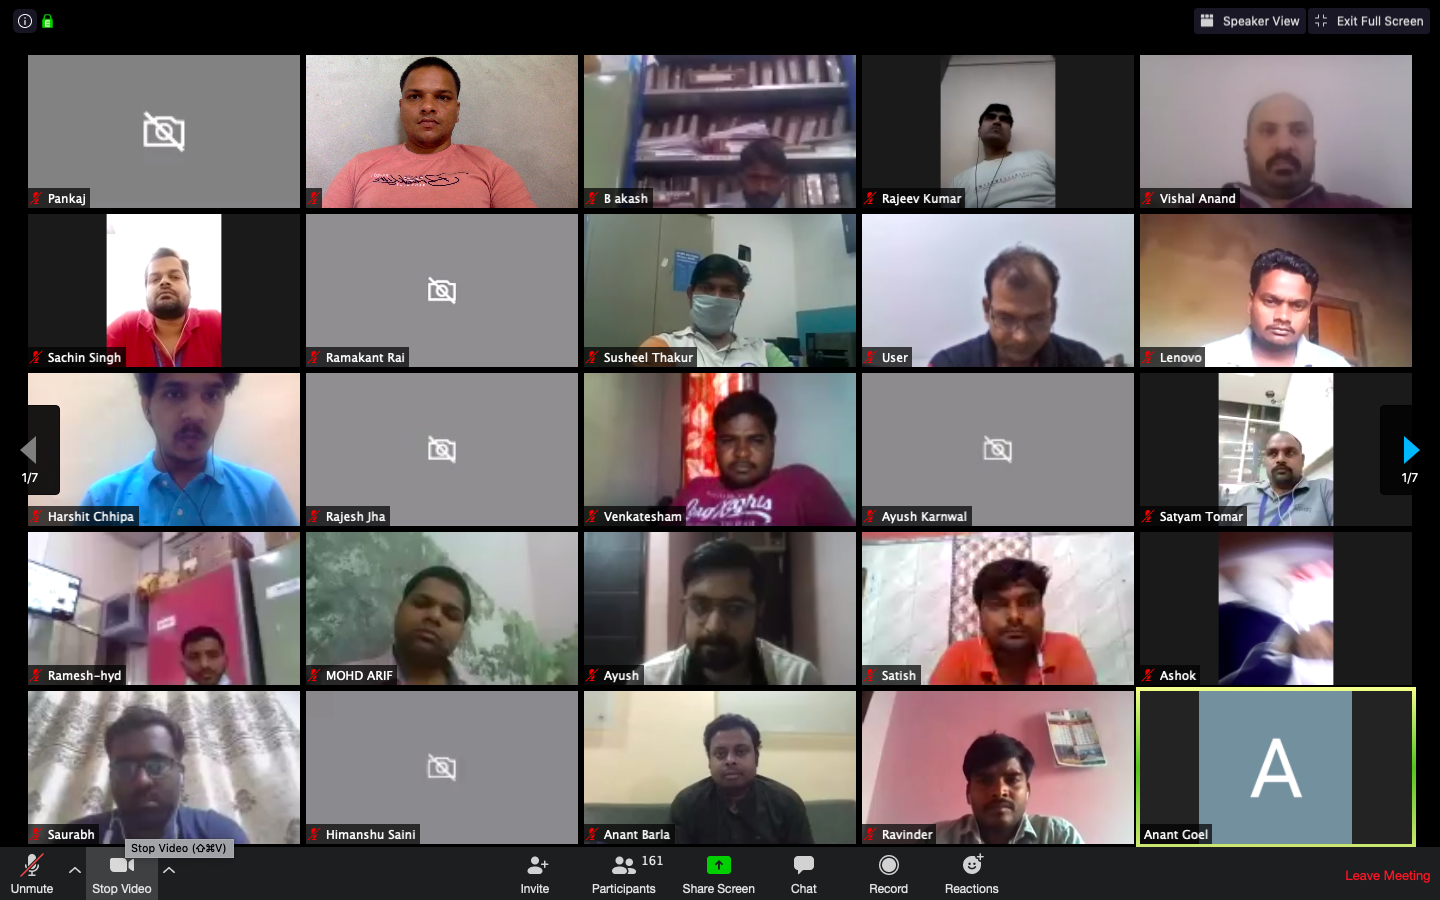 Speaker View
Exit Full Screen
Pankaj
B akash
Rajeev Kumar
Vishal Anand
Sachin Singh
Ramakant Rai
Susheel Thakur
User
Lenovo
1/7
1/7
Harshit Chhipa
Rajesh Jha
Venkatesham
Ayush Karnwal
Satyam Tomar
Ramesh-hyd
MOHD ARIF
Ayush
Satish
Ashok
A
Saurabh
Himanshu Saini
Anant Barla
Ravinder
Anant Goel
Stop Video (⇧⌘V)
161
Unmute
Stop Video
Invite
Participants
Share Screen
Chat
Record
Reactions
Leave Meeting